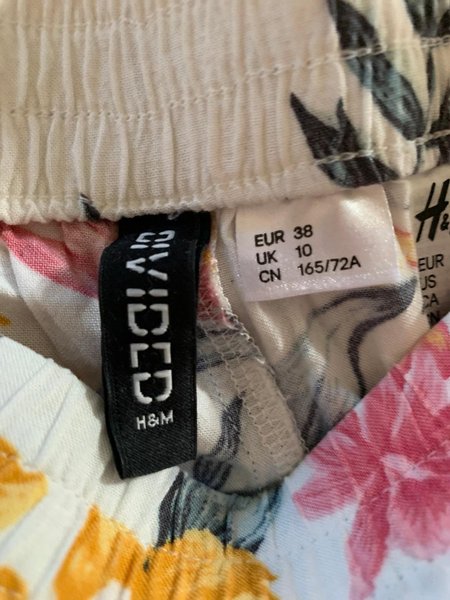 DIVIDED
H&M
EUR 38
UK 10
CN 165/72A
H&
EUR
US
CA